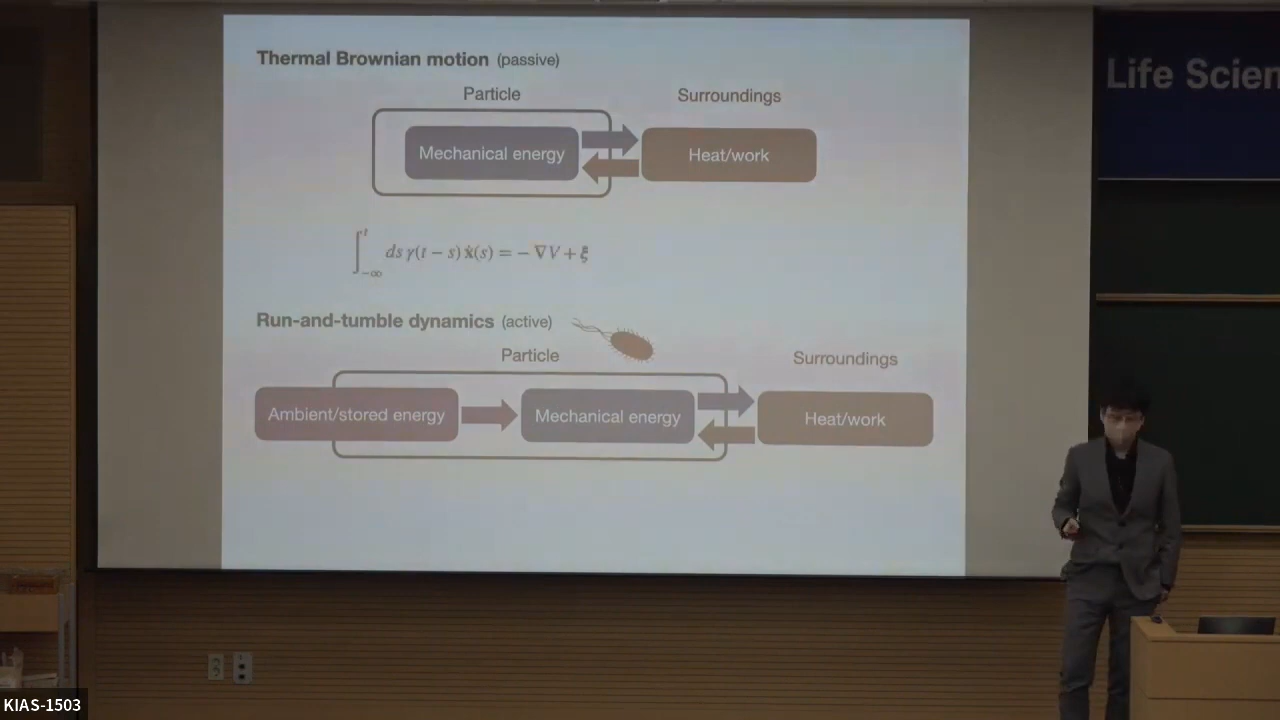 Thermal Brownian motion (passive)
Particle
Surroundings
Mechanical energy
Heat/work
∫_{-∞}^{t} ds γ(t − s) ẋ(s) = − ∇V + ξ
Run-and-tumble dynamics (active)
Particle
Surroundings
Ambient/stored energy
Mechanical energy
Heat/work
Life Scien
KIAS-1503